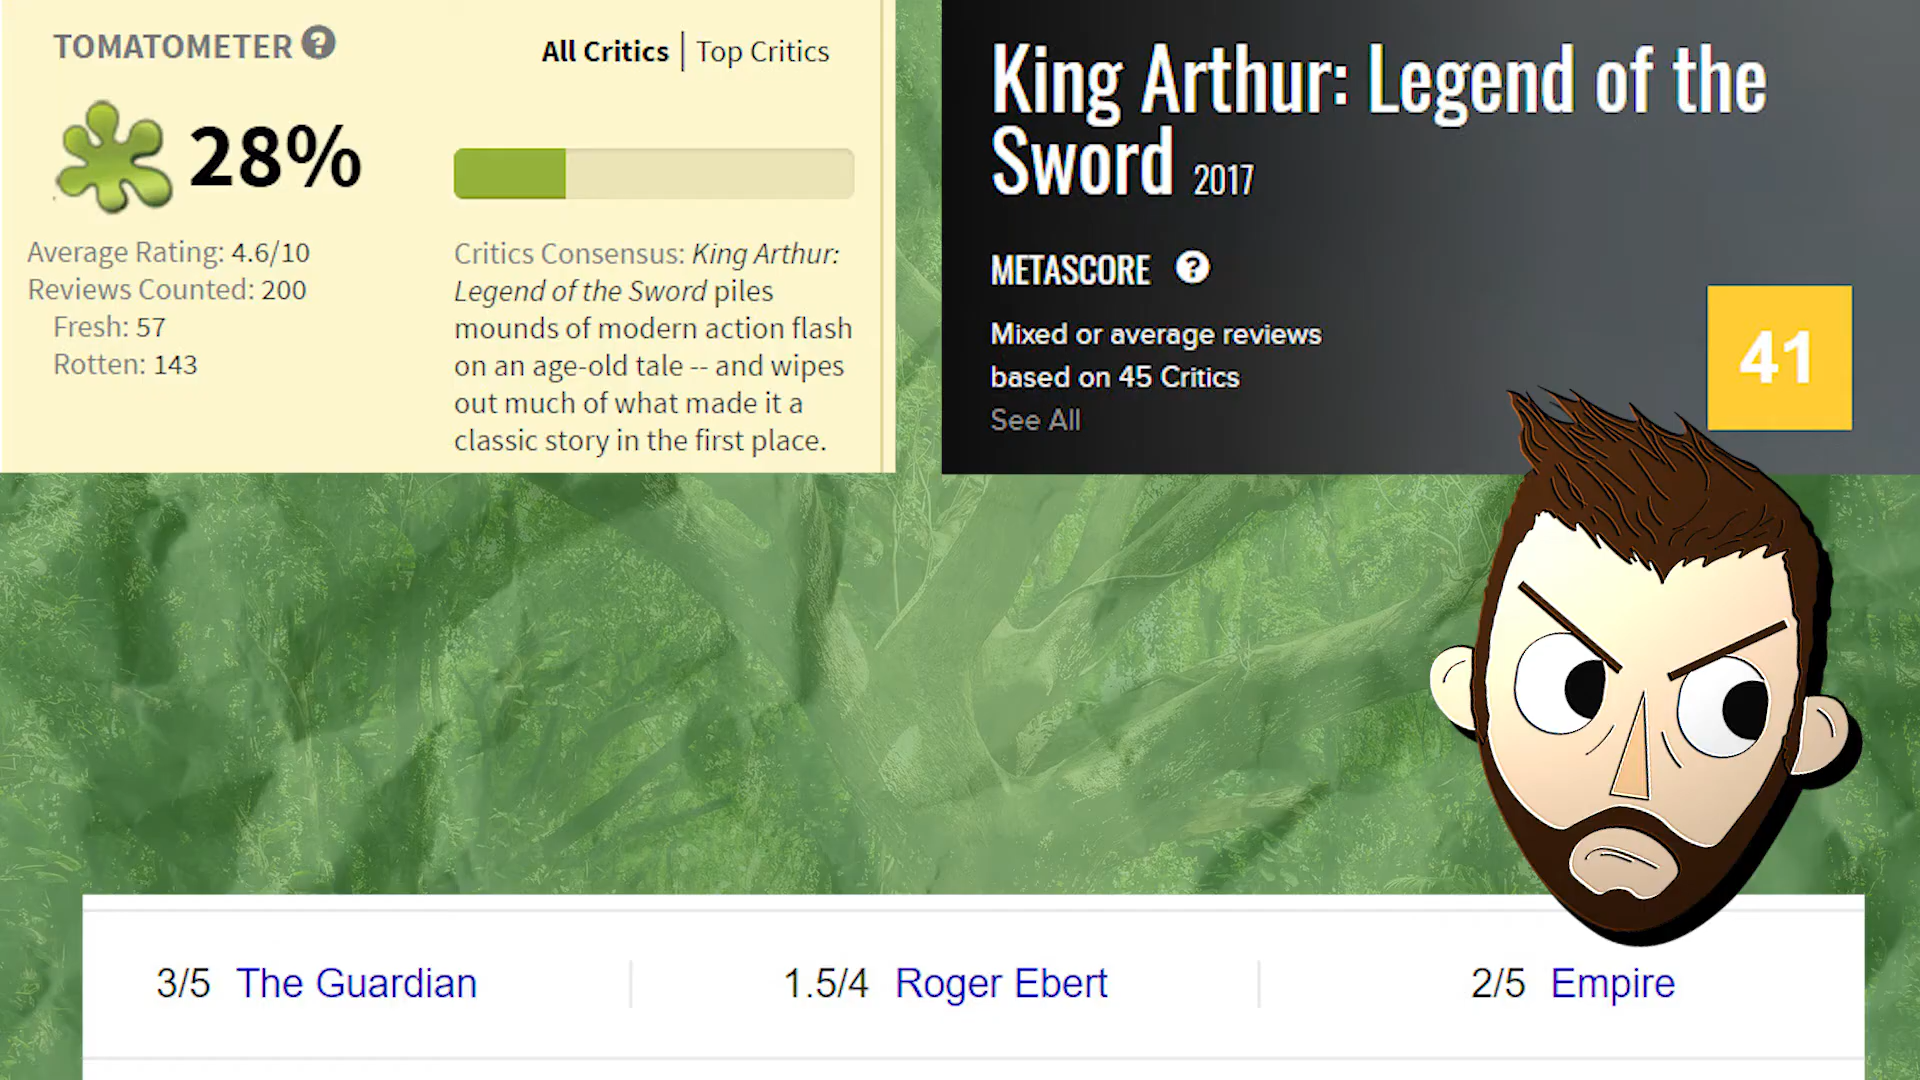 TOMATOMETER ?
All Critics | Top Critics
28%
Average Rating: 4.6/10
Reviews Counted: 200
Fresh: 57
Rotten: 143
Critics Consensus: King Arthur:
Legend of the Sword piles
mounds of modern action flash
on an age-old tale -- and wipes
out much of what made it a
classic story in the first place.
King Arthur: Legend of the
Sword 2017
METASCORE ?
Mixed or average reviews
based on 45 Critics
See All
41
3/5 The Guardian
1.5/4 Roger Ebert
2/5 Empire